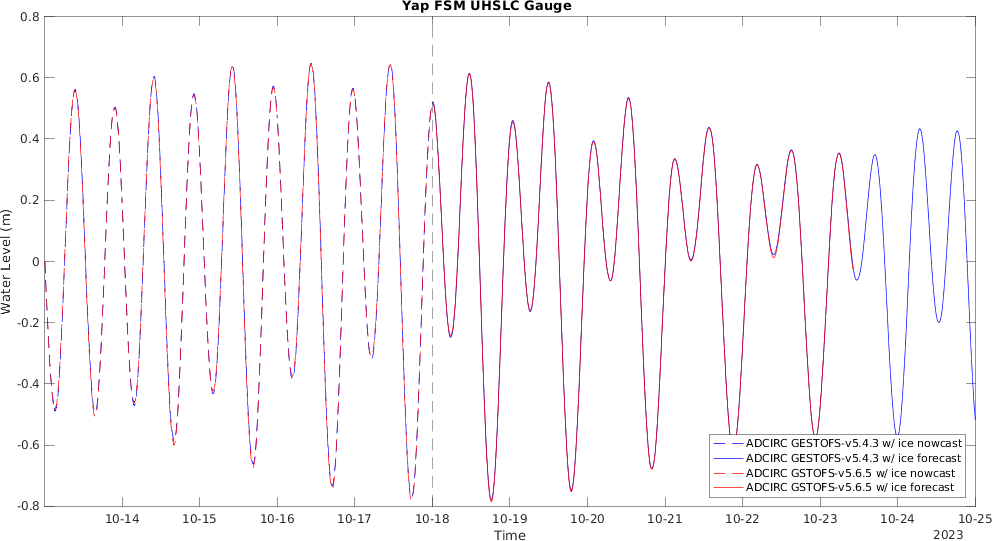 Yap FSM UHSLC Gauge
0.8
0.6
0.4
0.2
0
-0.2
-0.4
-0.6
-0.8
Water Level (m)
ADCIRC GESTOFS-v5.4.3 w/ ice nowcast
ADCIRC GESTOFS-v5.4.3 w/ ice forecast
ADCIRC GSTOFS-v5.6.5 w/ ice nowcast
ADCIRC GSTOFS-v5.6.5 w/ ice forecast
10-14 10-15 10-16 10-17 10-18 10-19 10-20 10-21 10-22 10-23 10-24 10-25
Time
2023